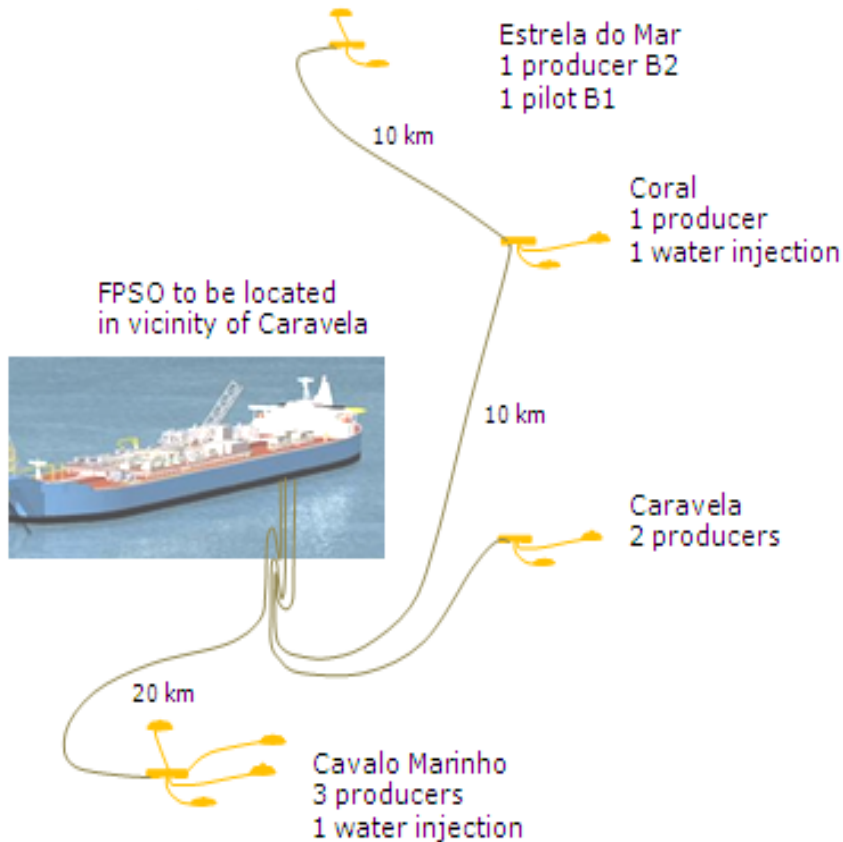 Estrela do Mar
1 producer B2
1 pilot B1
10 km
Coral
1 producer
1 water injection
FPSO to be located
in vicinity of Caravela
10 km
Caravela
2 producers
20 km
Cavalo Marinho
3 producers
1 water injection